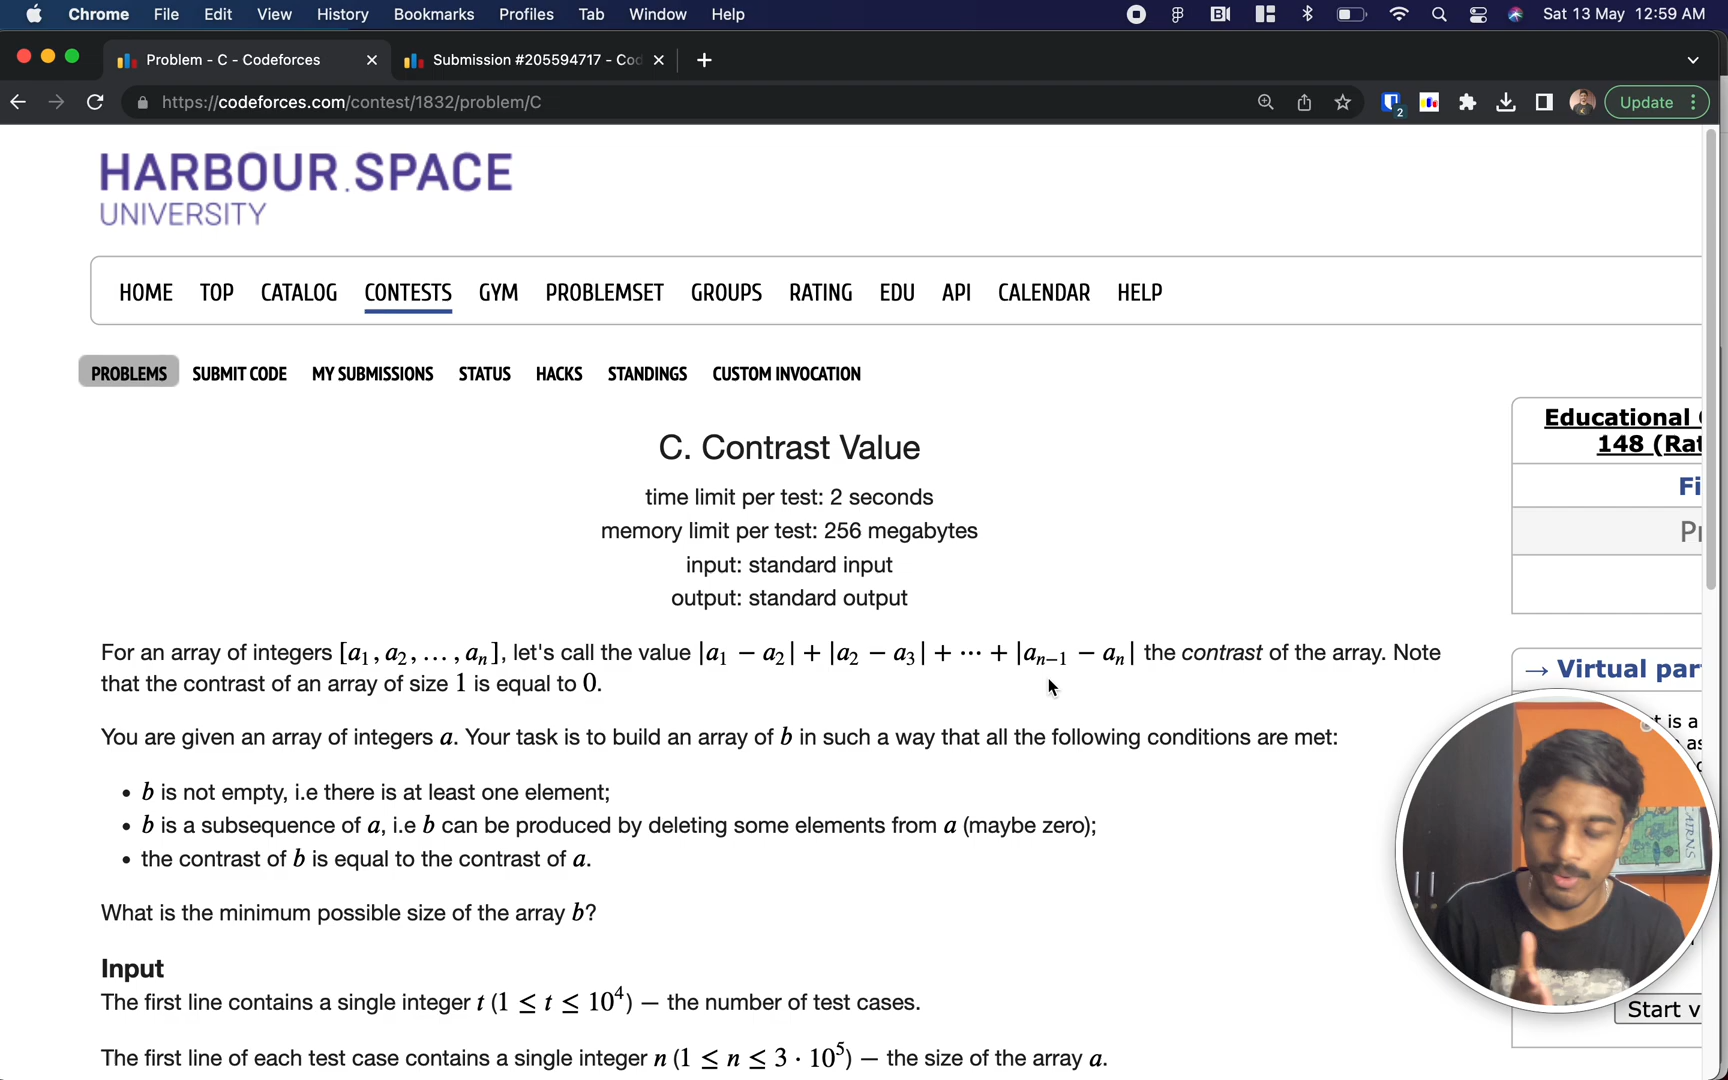 Chrome File Edit View History Bookmarks Profiles Tab Window Help Sat 13 May 12:59 AM
Problem - C - Codeforces Submission #205594717 - Cod
https://codeforces.com/contest/1832/problem/C 2 Update
HARBOUR.SPACE
UNIVERSITY
HOME TOP CATALOG CONTESTS GYM PROBLEMSET GROUPS RATING EDU API CALENDAR HELP
PROBLEMS SUBMIT CODE MY SUBMISSIONS STATUS HACKS STANDINGS CUSTOM INVOCATION
Educational
148 (Rat
Fi
C. Contrast Value
time limit per test: 2 seconds
memory limit per test: 256 megabytes
input: standard input
output: standard output
For an array of integers [a₁, a₂, …, aₙ], let's call the value |a₁ − a₂| + |a₂ − a₃| + ⋯ + |aₙ₋₁ − aₙ| the contrast of the array. Note
that the contrast of an array of size 1 is equal to 0.
→ Virtual par
You are given an array of integers a. Your task is to build an array of b in such a way that all the following conditions are met:
• b is not empty, i.e there is at least one element;
• b is a subsequence of a, i.e b can be produced by deleting some elements from a (maybe zero);
• the contrast of b is equal to the contrast of a.
What is the minimum possible size of the array b?
Input
The first line contains a single integer t (1 ≤ t ≤ 10⁴) — the number of test cases.
Start v
The first line of each test case contains a single integer n (1 ≤ n ≤ 3 · 10⁵) — the size of the array a.